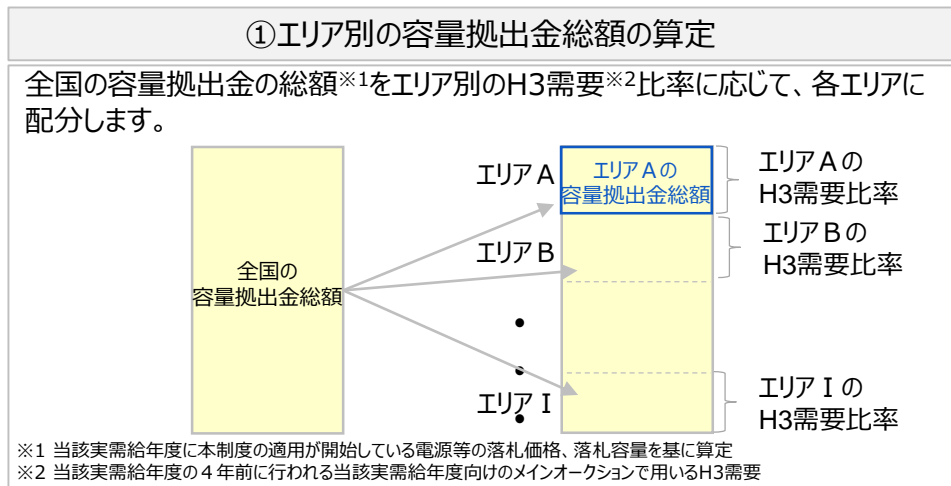 ①エリア別の容量拠出金総額の算定
全国の容量拠出金の総額※1をエリア別のH3需要※2比率に応じて、各エリアに
配分します。
全国の
容量拠出金総額
エリアA
エリアB
エリアI
エリアAの
容量拠出金総額
エリアAの
H3需要比率
エリアBの
H3需要比率
エリアIの
H3需要比率
※1 当該実需給年度に本制度の適用が開始している電源等の落札価格、落札容量を基に算定
※2 当該実需給年度の4年前に行われる当該実需給年度向けのメインオークションで用いるH3需要